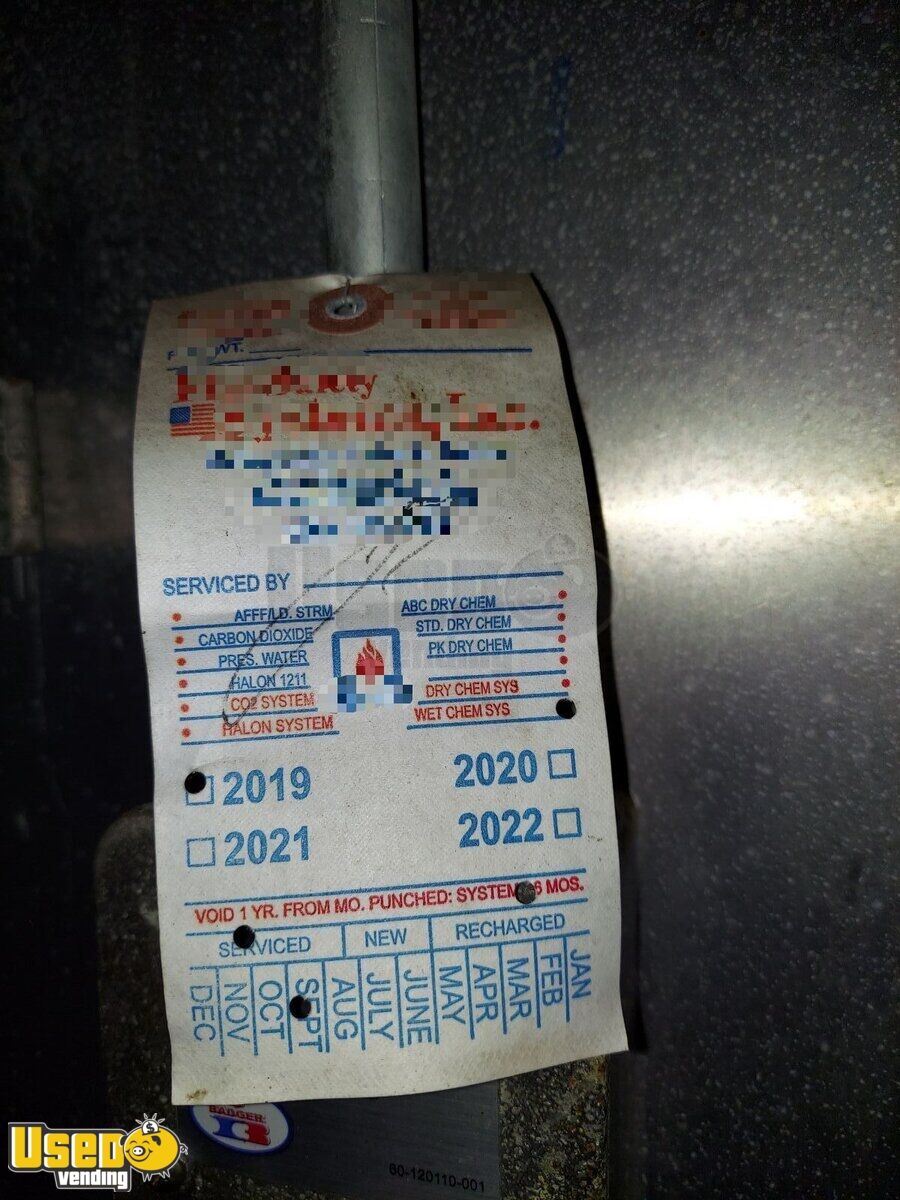 WT.
Inc.
SERVICED BY
AFFF/LD. STRM
CARBON DIOXIDE
PRES. WATER
HALON 1211
CO2 SYSTEM
HALON SYSTEM
ABC DRY CHEM
STD. DRY CHEM
PK DRY CHEM
DRY CHEM SYS
WET CHEM SYS
2019 2020
2021 2022
VOID 1 YR. FROM MO. PUNCHED: SYSTEM 6 MOS.
SERVICED NEW RECHARGED
DEC NOV OCT SEPT AUG JULY JUNE MAY APR MAR FEB JAN
BADGER
60-120110-001
USED vending